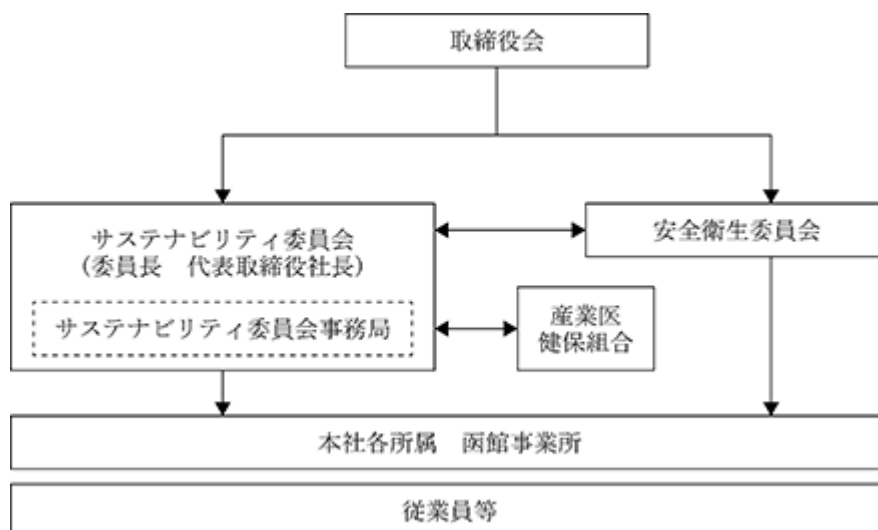 取締役会
サステナビリティ委員会
(委員長　代表取締役社長)
サステナビリティ委員会事務局
安全衛生委員会
産業医
健保組合
本社各所属　函館事業所
従業員等